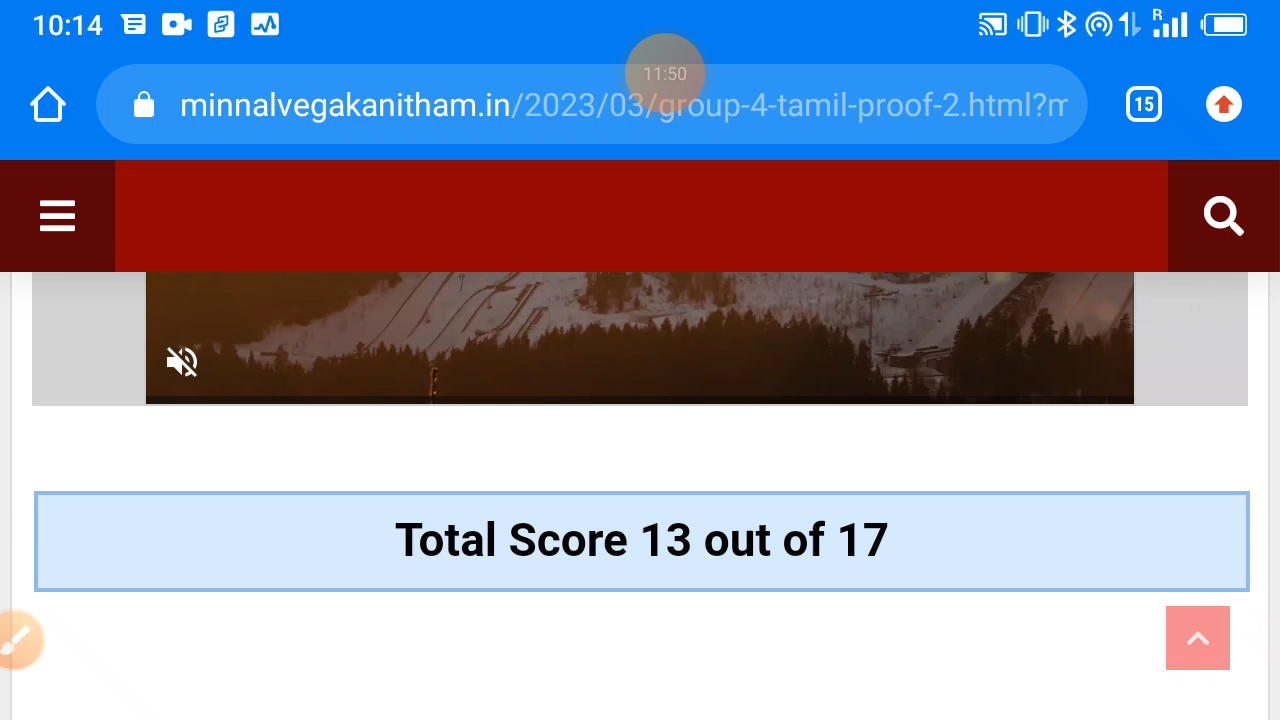 10:14
11:50
R
minnalvegakanitham.in/2023/03/group-4-tamil-proof-2.html?m
15
Total Score 13 out of 17